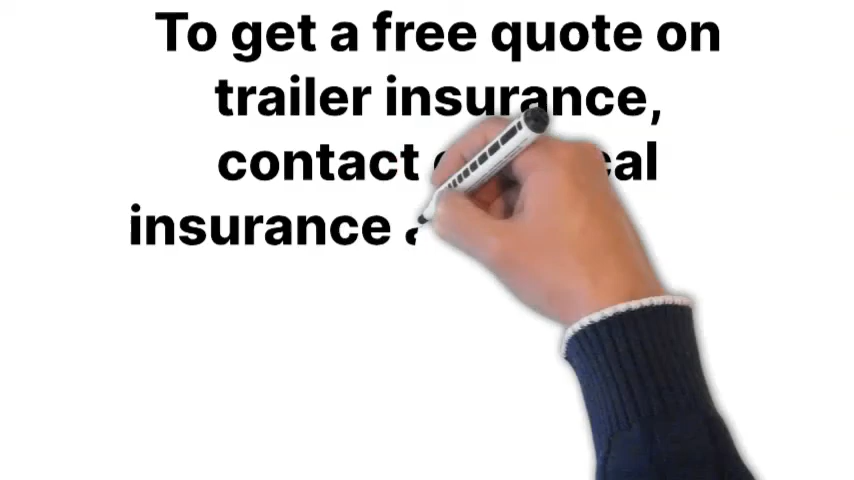 To get a free quote on
trailer insurance,
contact
insurance